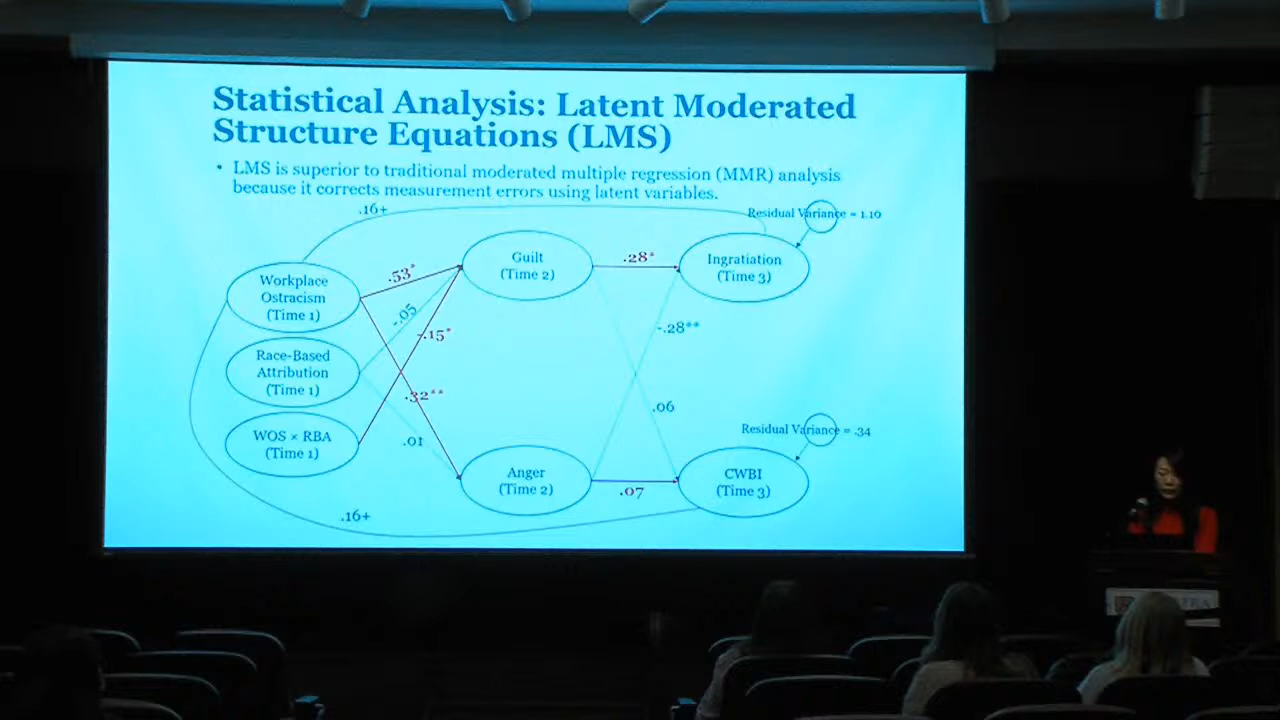 Statistical Analysis: Latent Moderated
Structure Equations (LMS)
• LMS is superior to traditional moderated multiple regression (MMR) analysis
because it corrects measurement errors using latent variables.
.16+
Residual Variance = 1.10
Workplace
Ostracism
(Time 1)
.53*
Guilt
(Time 2)
.28*
Ingratiation
(Time 3)
-.05
-.15*
-.28**
Race-Based
Attribution
(Time 1)
.32**
.06
WOS × RBA
(Time 1)
.01
Residual Variance = .34
Anger
(Time 2)
.07
CWBI
(Time 3)
.16+